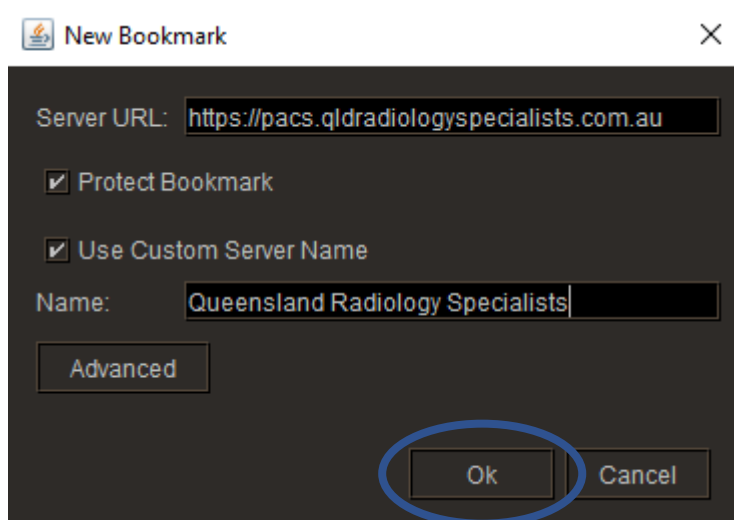 New Bookmark
Server URL: https://pacs.qldradiologyspecialists.com.au
Protect Bookmark
Use Custom Server Name
Name: Queensland Radiology Specialists
Advanced
Ok Cancel